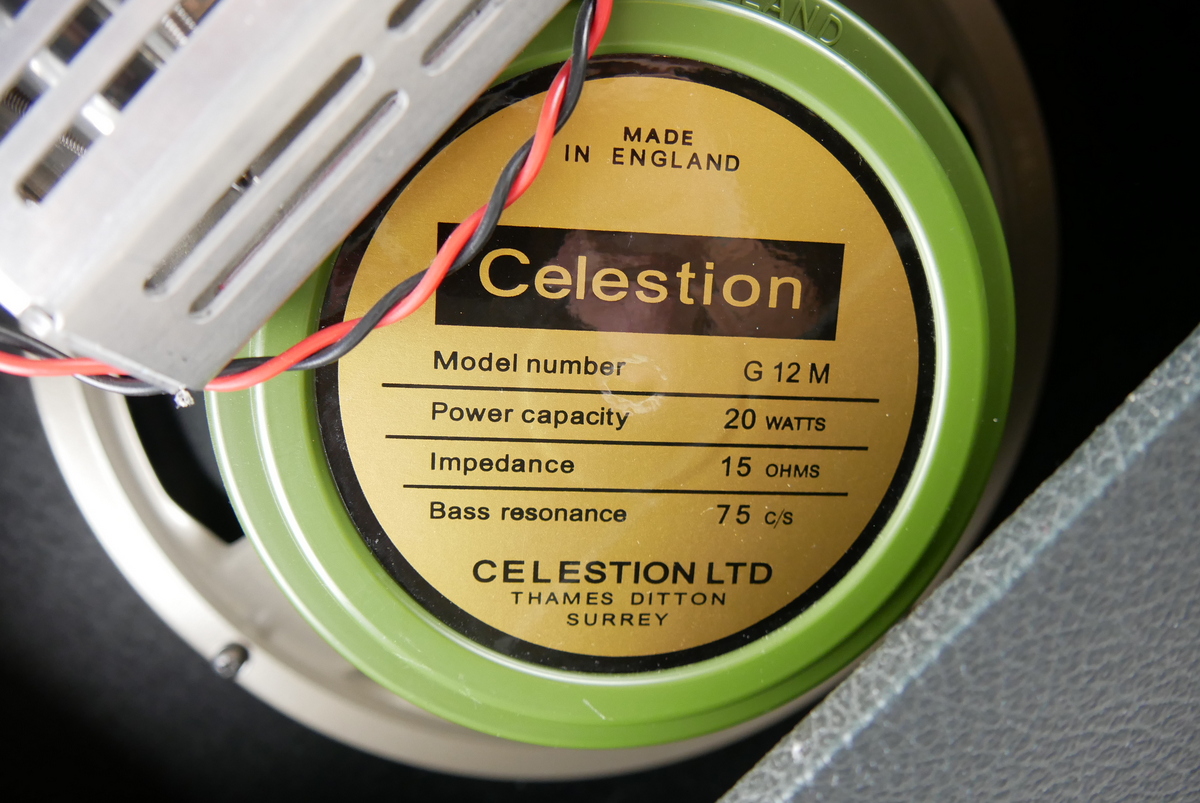 ENGLAND
MADE
IN ENGLAND
Celestion
Model number G 12 M
Power capacity 20 WATTS
Impedance 15 OHMS
Bass resonance 75 C/S
CELESTION LTD
THAMES DITTON
SURREY